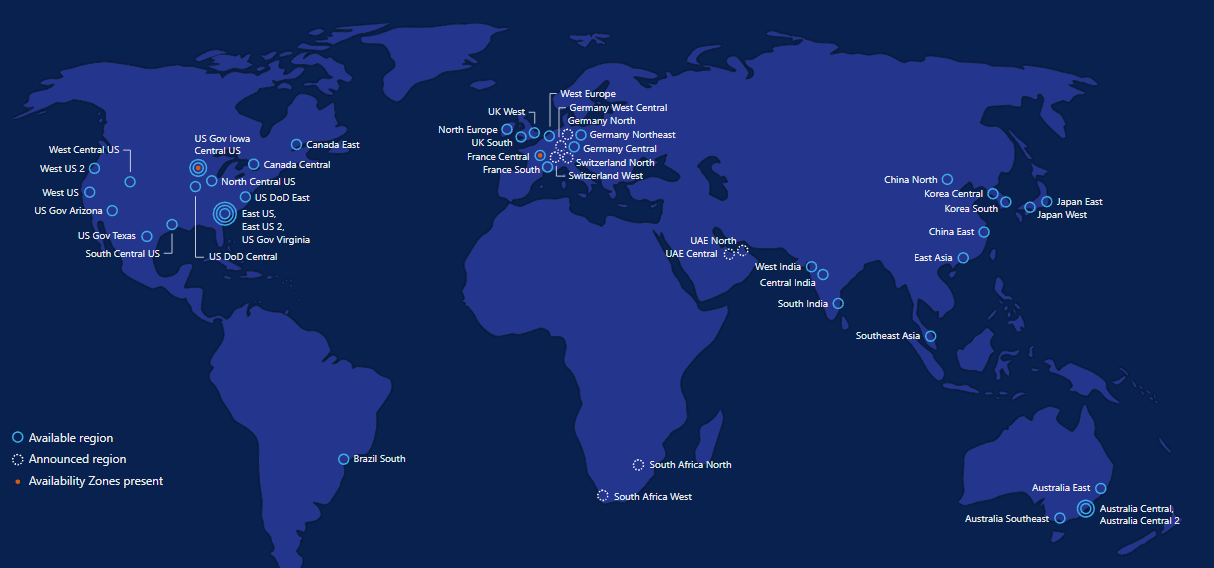 West Europe
Germany West Central
UK West
Germany North
North Europe
Germany Northeast
UK South
Germany Central
France Central
Switzerland North
France South
Switzerland West
US Gov Iowa
Central US
Canada East
West Central US
Canada Central
West US 2
North Central US
West US
US DoD East
US Gov Arizona
East US,
East US 2,
US Gov Virginia
US Gov Texas
South Central US
US DoD Central
China North
Korea Central
Korea South
Japan East
Japan West
China East
East Asia
UAE North
UAE Central
West India
Central India
South India
Southeast Asia
Available region
Announced region
Availability Zones present
Brazil South
South Africa North
South Africa West
Australia East
Australia Central,
Australia Central 2
Australia Southeast